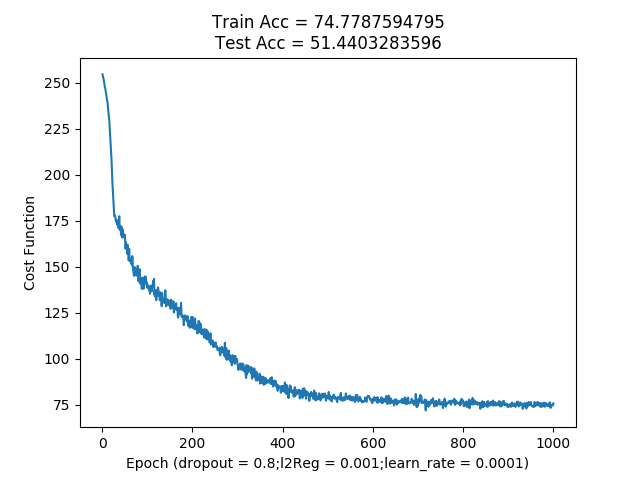 Train Acc = 74.7787594795
Test Acc = 51.4403283596
250
225
200
175
150
125
100
75
Cost Function
0 200 400 600 800 1000
Epoch (dropout = 0.8;l2Reg = 0.001;learn_rate = 0.0001)